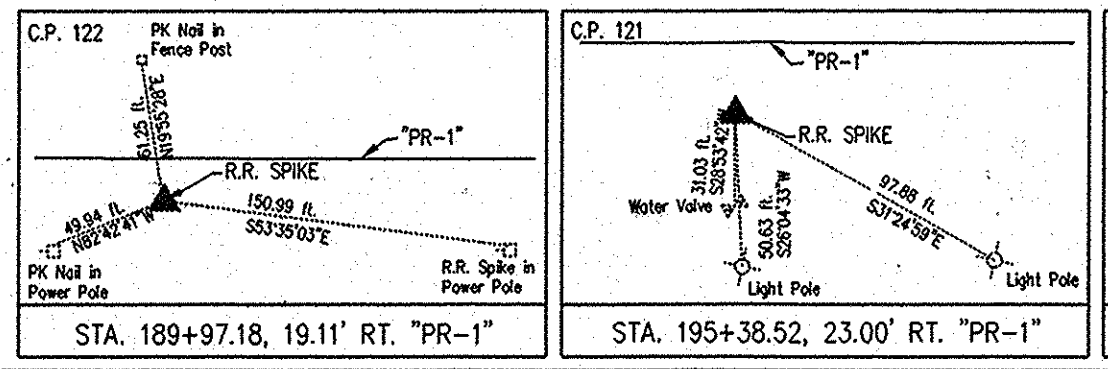 C.P. 122
PK Nail in
Fence Post
61.25 ft.
N19°55'28"E
"PR-1"
R.R. SPIKE
49.94 ft.
N82°42'41"W
150.99 ft.
S53°35'03"E
PK Nail in
Power Pole
R.R. Spike in
Power Pole
STA. 189+97.18, 19.11' RT. "PR-1"
C.P. 121
"PR-1"
R.R. SPIKE
31.03 ft.
S28°53'42"W
Water Valve
50.63 ft.
S26°04'33"W
97.88 ft.
S31°24'59"E
Light Pole
Light Pole
STA. 195+38.52, 23.00' RT. "PR-1"